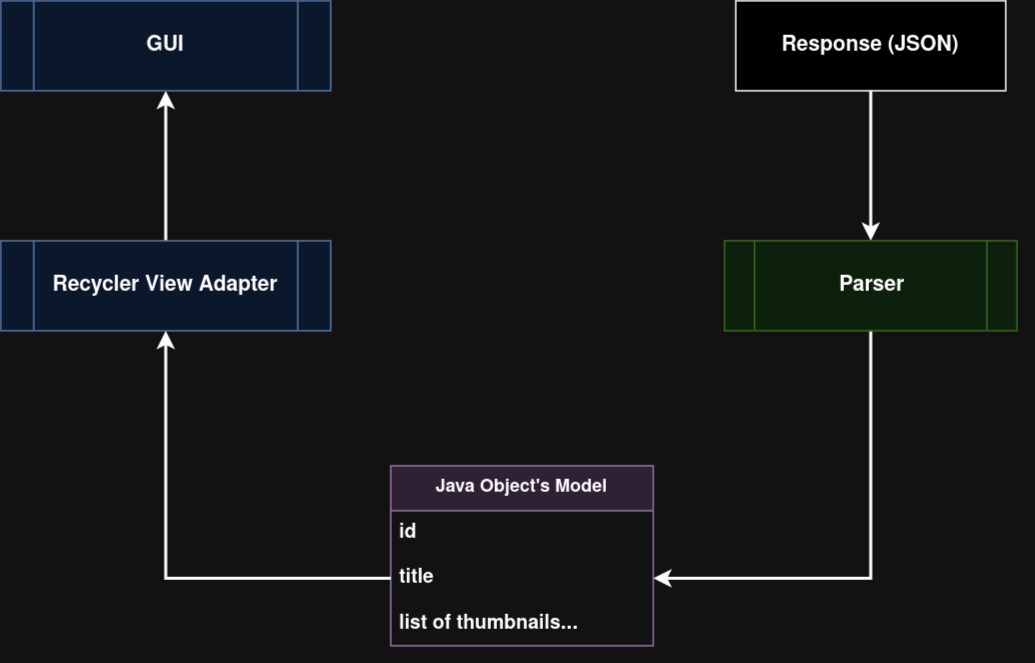 GUI
Response (JSON)
Recycler View Adapter
Parser
Java Object's Model
id
title
list of thumbnails...